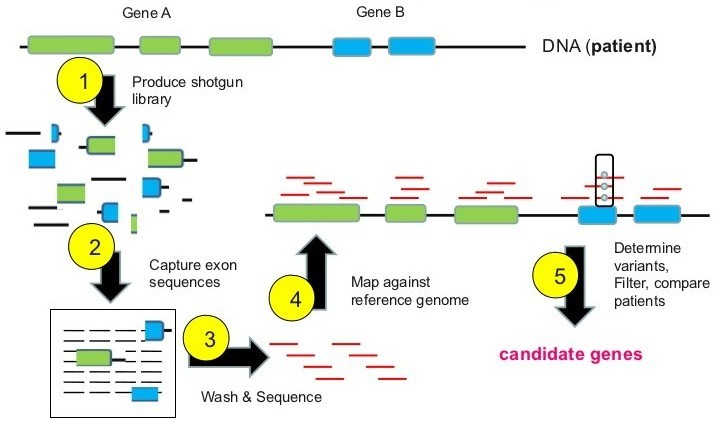 Gene A
Gene B
DNA (patient)
1
Produce shotgun
library
2
Capture exon
sequences
3
Wash & Sequence
4
Map against
reference genome
5
Determine
variants,
Filter, compare
patients
candidate genes